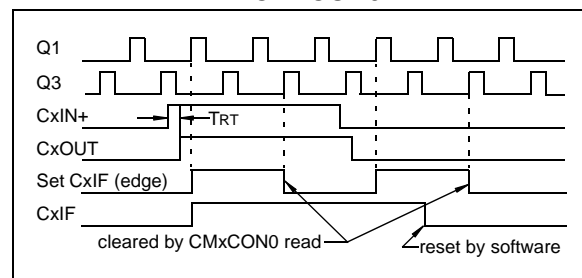 Q1
Q3
CxIN+
TRT
CxOUT
Set CxIF (edge)
CxIF
cleared by CMxCON0 read
reset by software